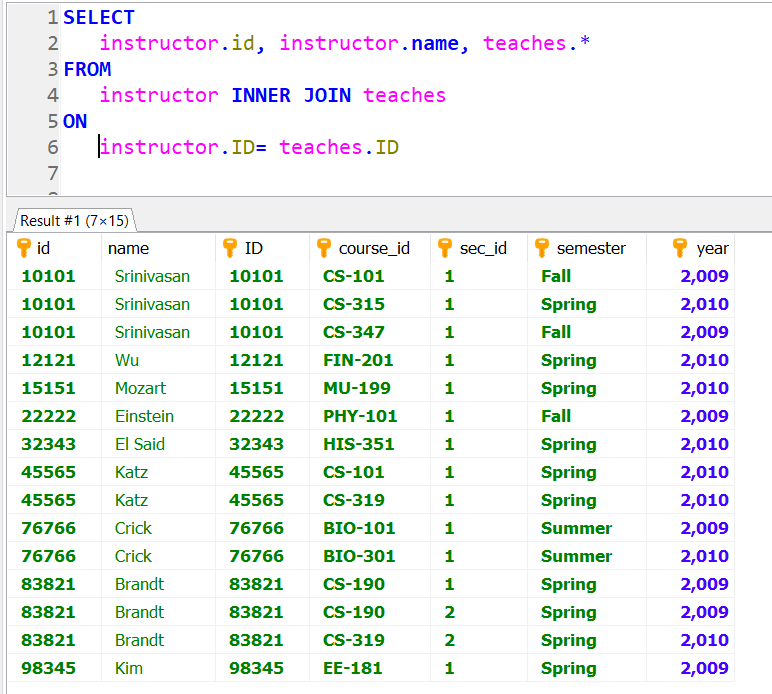 1 SELECT
2 instructor.id, instructor.name, teaches.*
3 FROM
4 instructor INNER JOIN teaches
5 ON
6 instructor.ID= teaches.ID
7
Result #1 (7×15)
id name ID course_id sec_id semester year
10101 Srinivasan 10101 CS-101 1 Fall 2,009
10101 Srinivasan 10101 CS-315 1 Spring 2,010
10101 Srinivasan 10101 CS-347 1 Fall 2,009
12121 Wu 12121 FIN-201 1 Spring 2,010
15151 Mozart 15151 MU-199 1 Spring 2,010
22222 Einstein 22222 PHY-101 1 Fall 2,009
32343 El Said 32343 HIS-351 1 Spring 2,010
45565 Katz 45565 CS-101 1 Spring 2,010
45565 Katz 45565 CS-319 1 Spring 2,010
76766 Crick 76766 BIO-101 1 Summer 2,009
76766 Crick 76766 BIO-301 1 Summer 2,010
83821 Brandt 83821 CS-190 1 Spring 2,009
83821 Brandt 83821 CS-190 2 Spring 2,009
83821 Brandt 83821 CS-319 2 Spring 2,010
98345 Kim 98345 EE-181 1 Spring 2,009